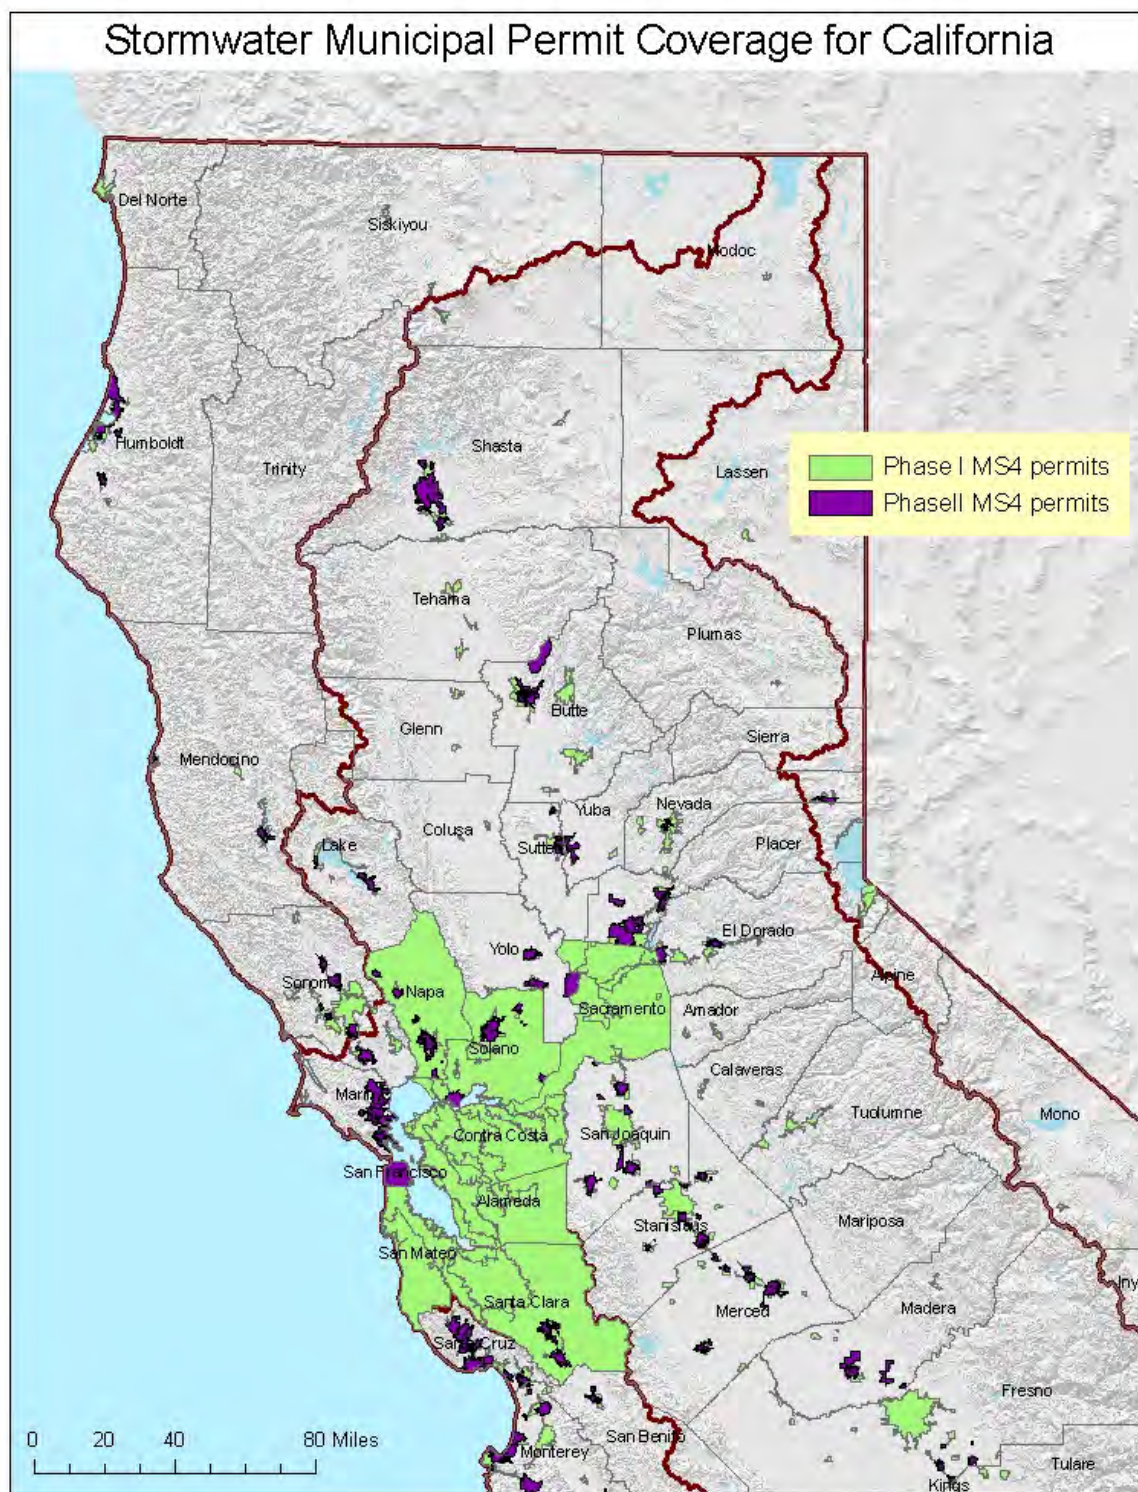 Stormwater Municipal Permit Coverage for California
Del Norte
Siskiyou
Modoc
Humboldt
Trinity
Shasta
Lassen
Phase I MS4 permits
PhaseII MS4 permits
Tehama
Plumas
Butte
Glenn
Sierra
Mendocino
Yuba
Nevada
Colusa
Sutter
Placer
Lake
El Dorado
Yolo
Sonom
Napa
Alpine
Sacramento
Amador
Solano
Calaveras
Marin
Tuolumne
Mono
Contra Costa
San Joaquin
San Francisco
Alameda
Stanislaus
Mariposa
San Mateo
Iny
Santa Clara
Merced
Madera
Santa Cruz
Fresno
San Benito
0 20 40 80 Miles
Monterey
Tulare
Kings